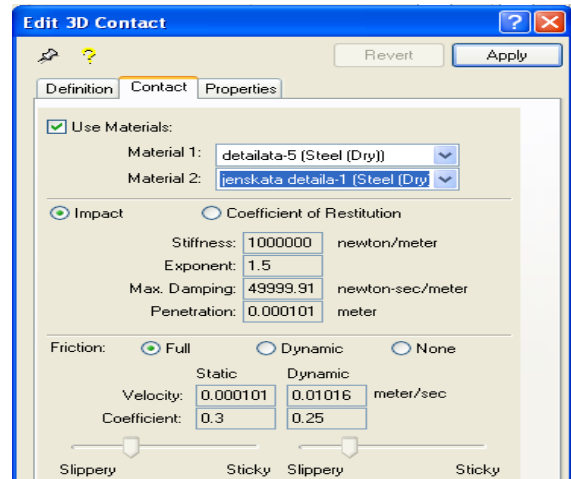 Edit 3D Contact
Revert Apply
Definition Contact Properties
Use Materials:
Material 1: detailata-5 (Steel (Dry))
Material 2: jenskata detaila-1 (Steel (Dry)
Impact Coefficient of Restitution
Stiffness: 1000000 newton/meter
Exponent: 1.5
Max. Damping: 49999.91 newton-sec/meter
Penetration: 0.000101 meter
Friction: Full Dynamic None
Static Dynamic
Velocity: 0.000101 0.01016 meter/sec
Coefficient: 0.3 0.25
Slippery Sticky Slippery Sticky